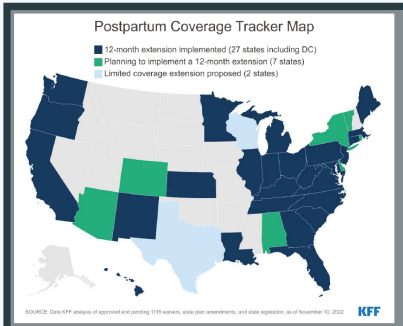 Postpartum Coverage Tracker Map
12-month extension implemented (27 states including DC)
Planning to implement a 12-month extension (7 states)
Limited coverage extension proposed (2 states)
SOURCE: Data KFF analysis of approved and pending 1115 waivers, state plan amendments, and state legislation, as of November 10, 2022
KFF